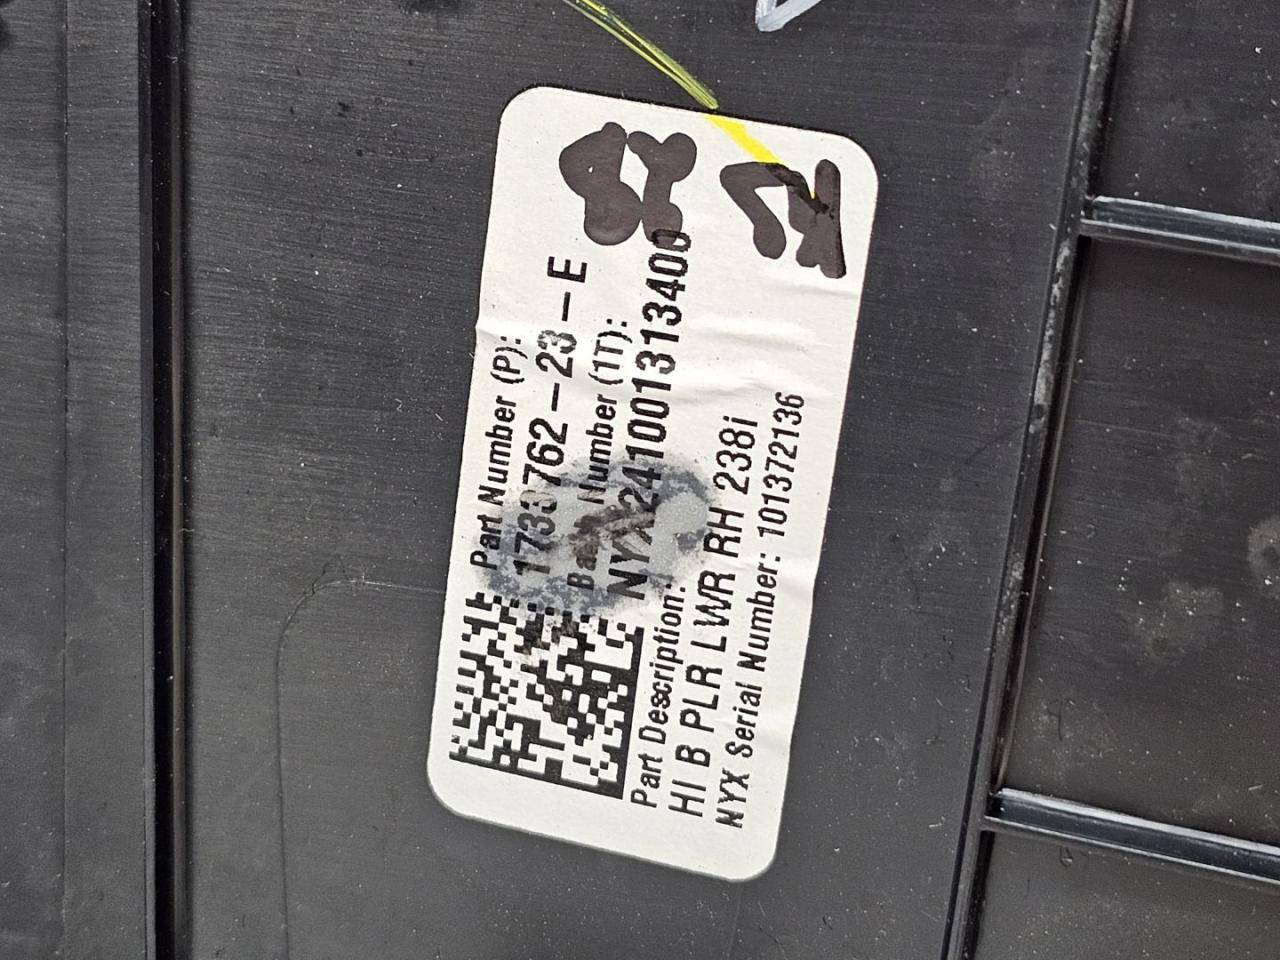 Part Number (P):
1733762-23-E
Batch Number (1T):
NYX241001313400
Part Description:
HI B PLR LWR RH 238i
NYX Serial Number: 101372136